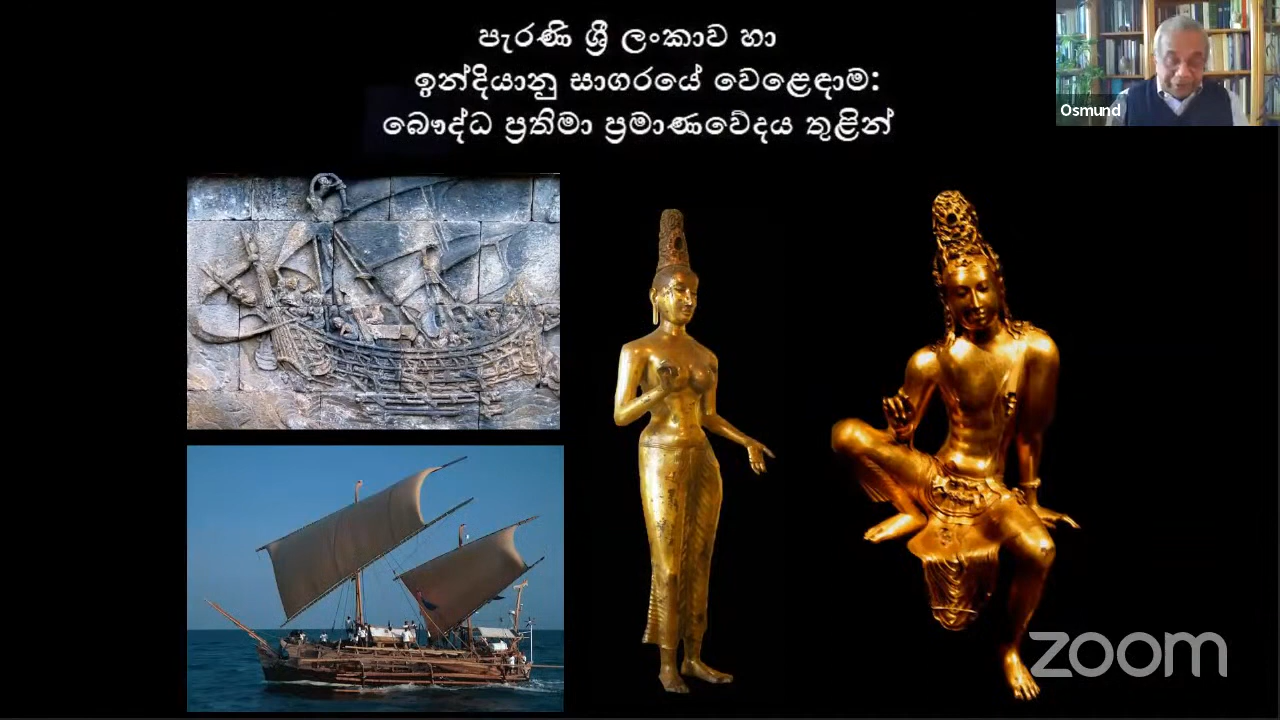 පැරණි ශ්‍රී ලංකාව හා
ඉන්දියානු සාගරයේ වෙළෙඳාම:
බෞද්ධ ප්‍රතිමා ප්‍රමාණවේදය තුළින්
Osmund
zoom